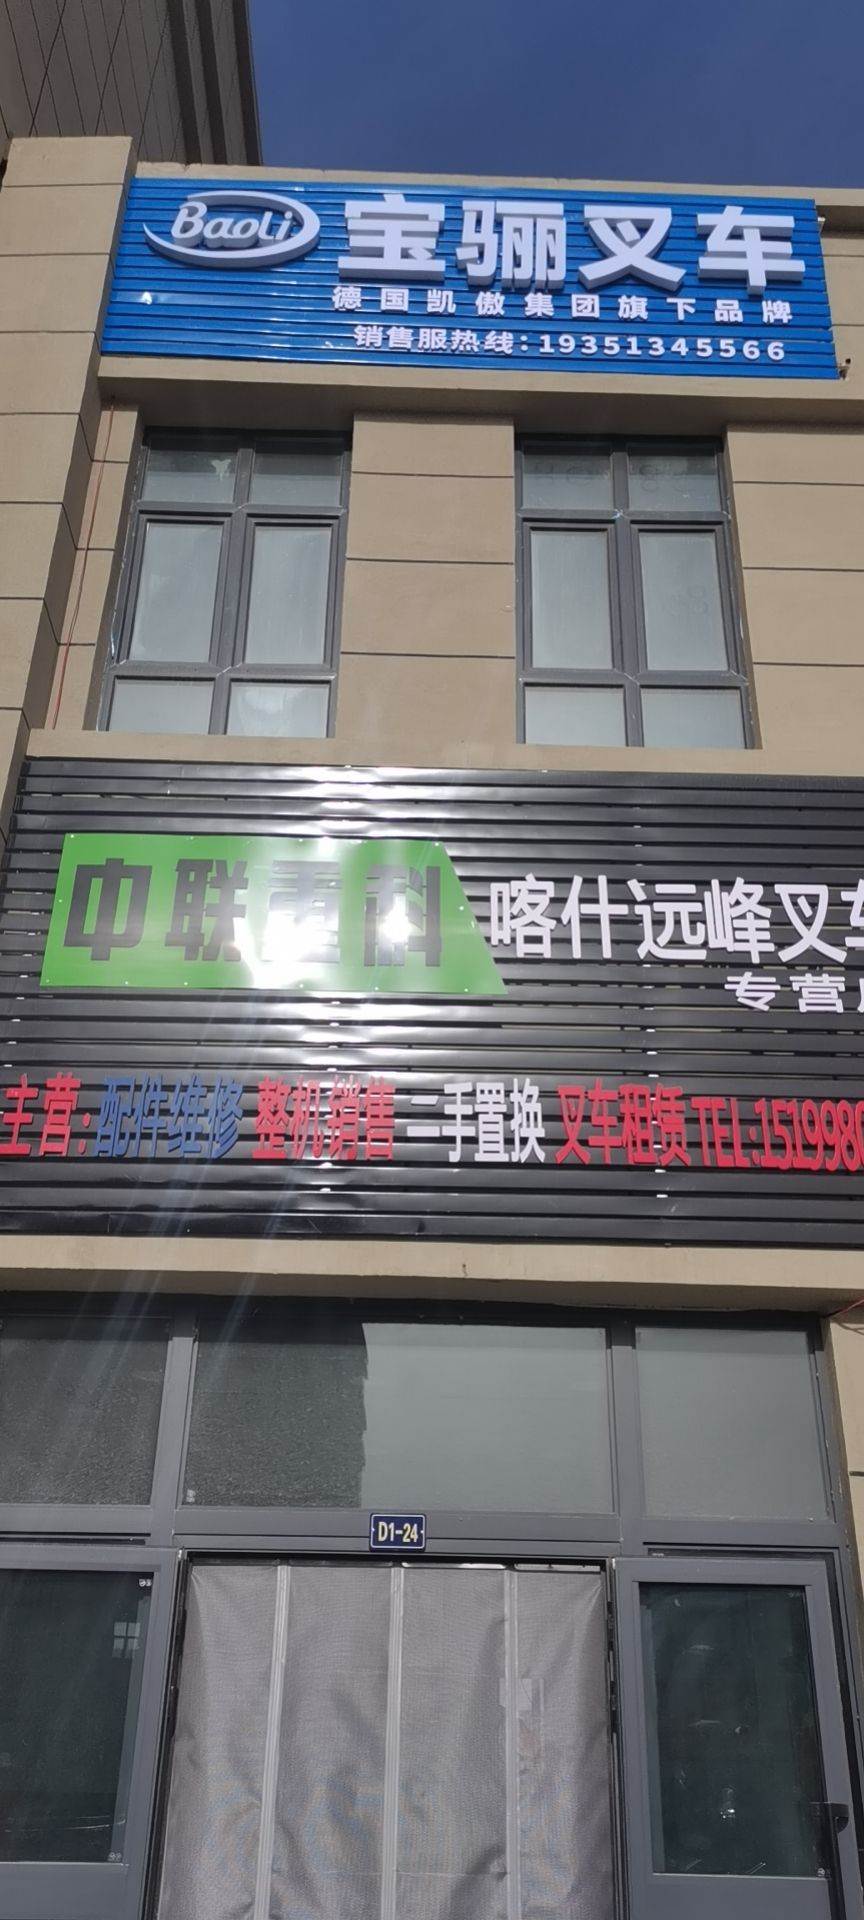 BaoLi 宝骊叉车
德国凯傲集团旗下品牌
销售服热线:19351345566
中联重科 喀什远峰叉车
专营
主营:配件维修 整机销售 二手置换 叉车租赁 TEL:1519980
D1-24